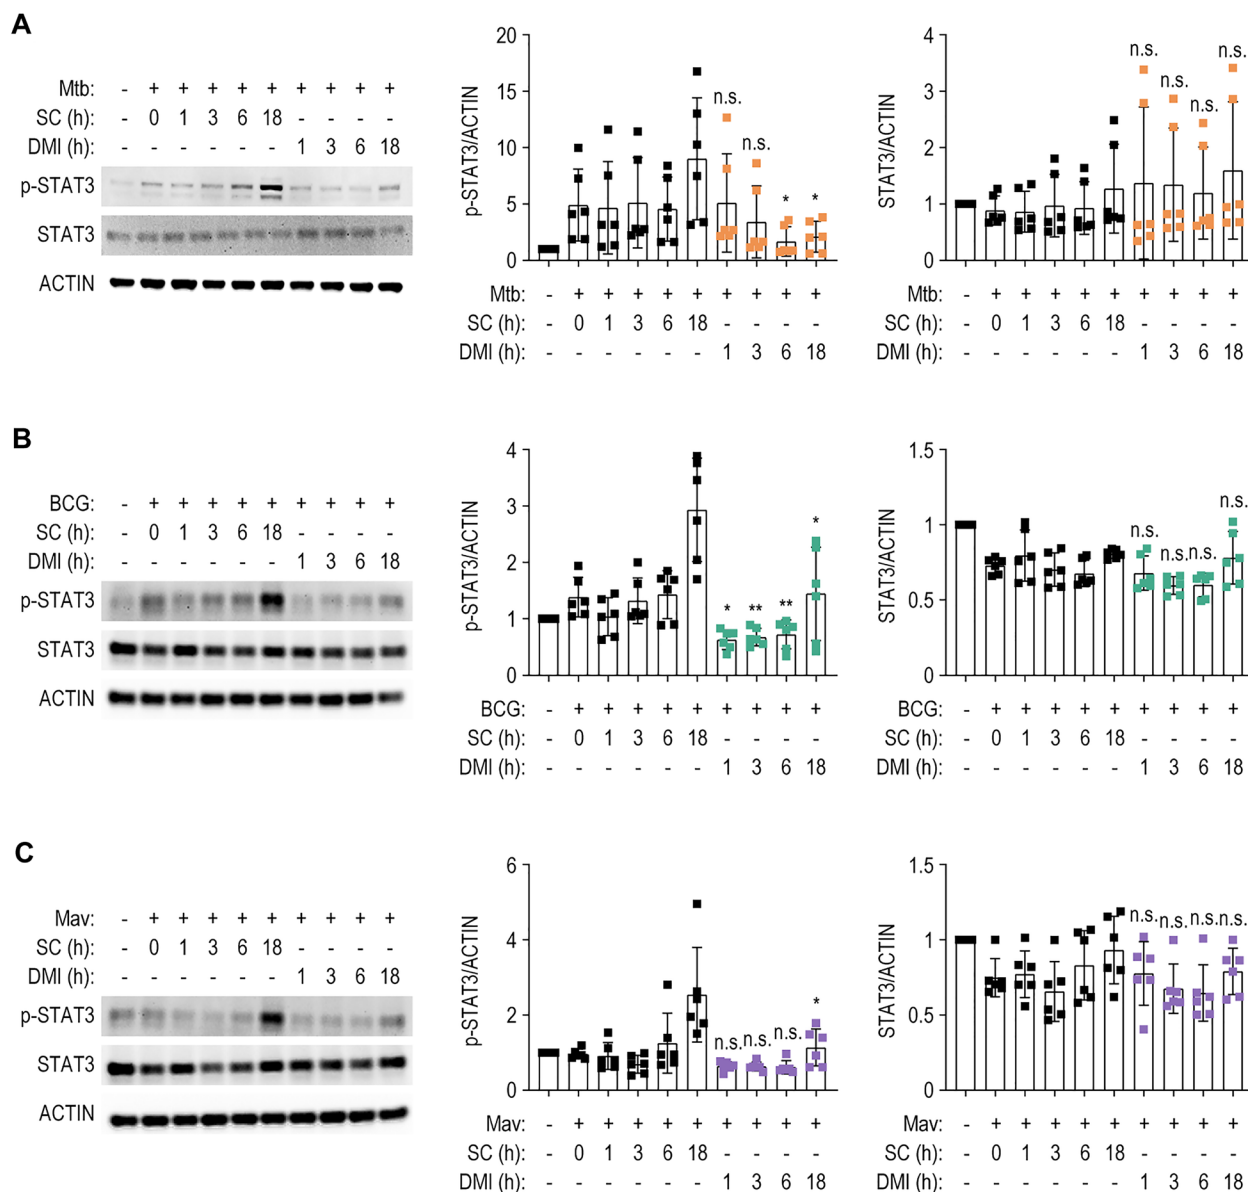 A
Mtb: - + + + + + + + + +
SC (h): - 0 1 3 6 18 - - - -
DMI (h): - - - - - - 1 3 6 18
p-STAT3
STAT3
ACTIN
p-STAT3/ACTIN
20
15
10
5
0
n.s.
n.s.
*
*
Mtb: - + + + + + + + + +
SC (h): - 0 1 3 6 18 - - - -
DMI (h): - - - - - - 1 3 6 18
STAT3/ACTIN
4
3
2
1
0
n.s.
n.s.
n.s.
n.s.
Mtb: - + + + + + + + + +
SC (h): - 0 1 3 6 18 - - - -
DMI (h): - - - - - - 1 3 6 18
B
BCG: - + + + + + + + + +
SC (h): - 0 1 3 6 18 - - - -
DMI (h): - - - - - - 1 3 6 18
p-STAT3
STAT3
ACTIN
p-STAT3/ACTIN
4
3
2
1
0
*
**
**
*
BCG: - + + + + + + + + +
SC (h): - 0 1 3 6 18 - - - -
DMI (h): - - - - - - 1 3 6 18
STAT3/ACTIN
1.5
1
0.5
0
n.s.
n.s.
n.s.
n.s.
BCG: - + + + + + + + + +
SC (h): - 0 1 3 6 18 - - - -
DMI (h): - - - - - - 1 3 6 18
C
Mav: - + + + + + + + + +
SC (h): - 0 1 3 6 18 - - - -
DMI (h): - - - - - - 1 3 6 18
p-STAT3
STAT3
ACTIN
p-STAT3/ACTIN
6
4
2
0
n.s.
n.s.
n.s.
*
Mav: - + + + + + + + + +
SC (h): - 0 1 3 6 18 - - - -
DMI (h): - - - - - - 1 3 6 18
STAT3/ACTIN
1.5
1
0.5
0
n.s.
n.s.
n.s.
n.s.
Mav: - + + + + + + + + +
SC (h): - 0 1 3 6 18 - - - -
DMI (h): - - - - - - 1 3 6 18